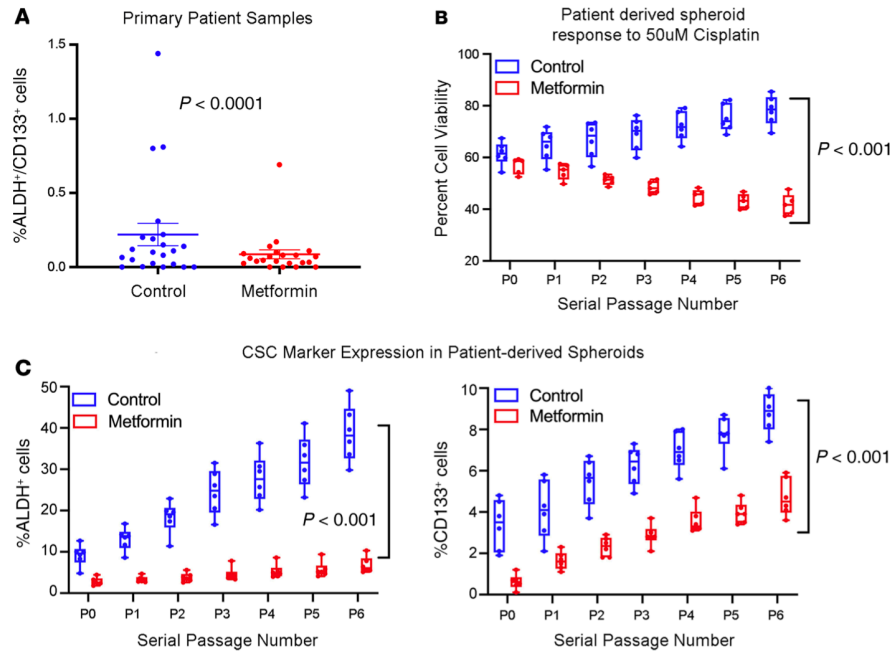 A
Primary Patient Samples
%ALDH⁺/CD133⁺ cells
1.5
1.0
0.5
0.0
P < 0.0001
Control
Metformin
B
Patient derived spheroid
response to 50uM Cisplatin
Percent Cell Viability
100
80
60
40
20
Control
Metformin
P < 0.001
P0 P1 P2 P3 P4 P5 P6
Serial Passage Number
C
CSC Marker Expression in Patient-derived Spheroids
%ALDH⁺ cells
50
40
30
20
10
0
Control
Metformin
P < 0.001
P0 P1 P2 P3 P4 P5 P6
Serial Passage Number
%CD133⁺ cells
10
8
6
4
2
0
Control
Metformin
P < 0.001
P0 P1 P2 P3 P4 P5 P6
Serial Passage Number